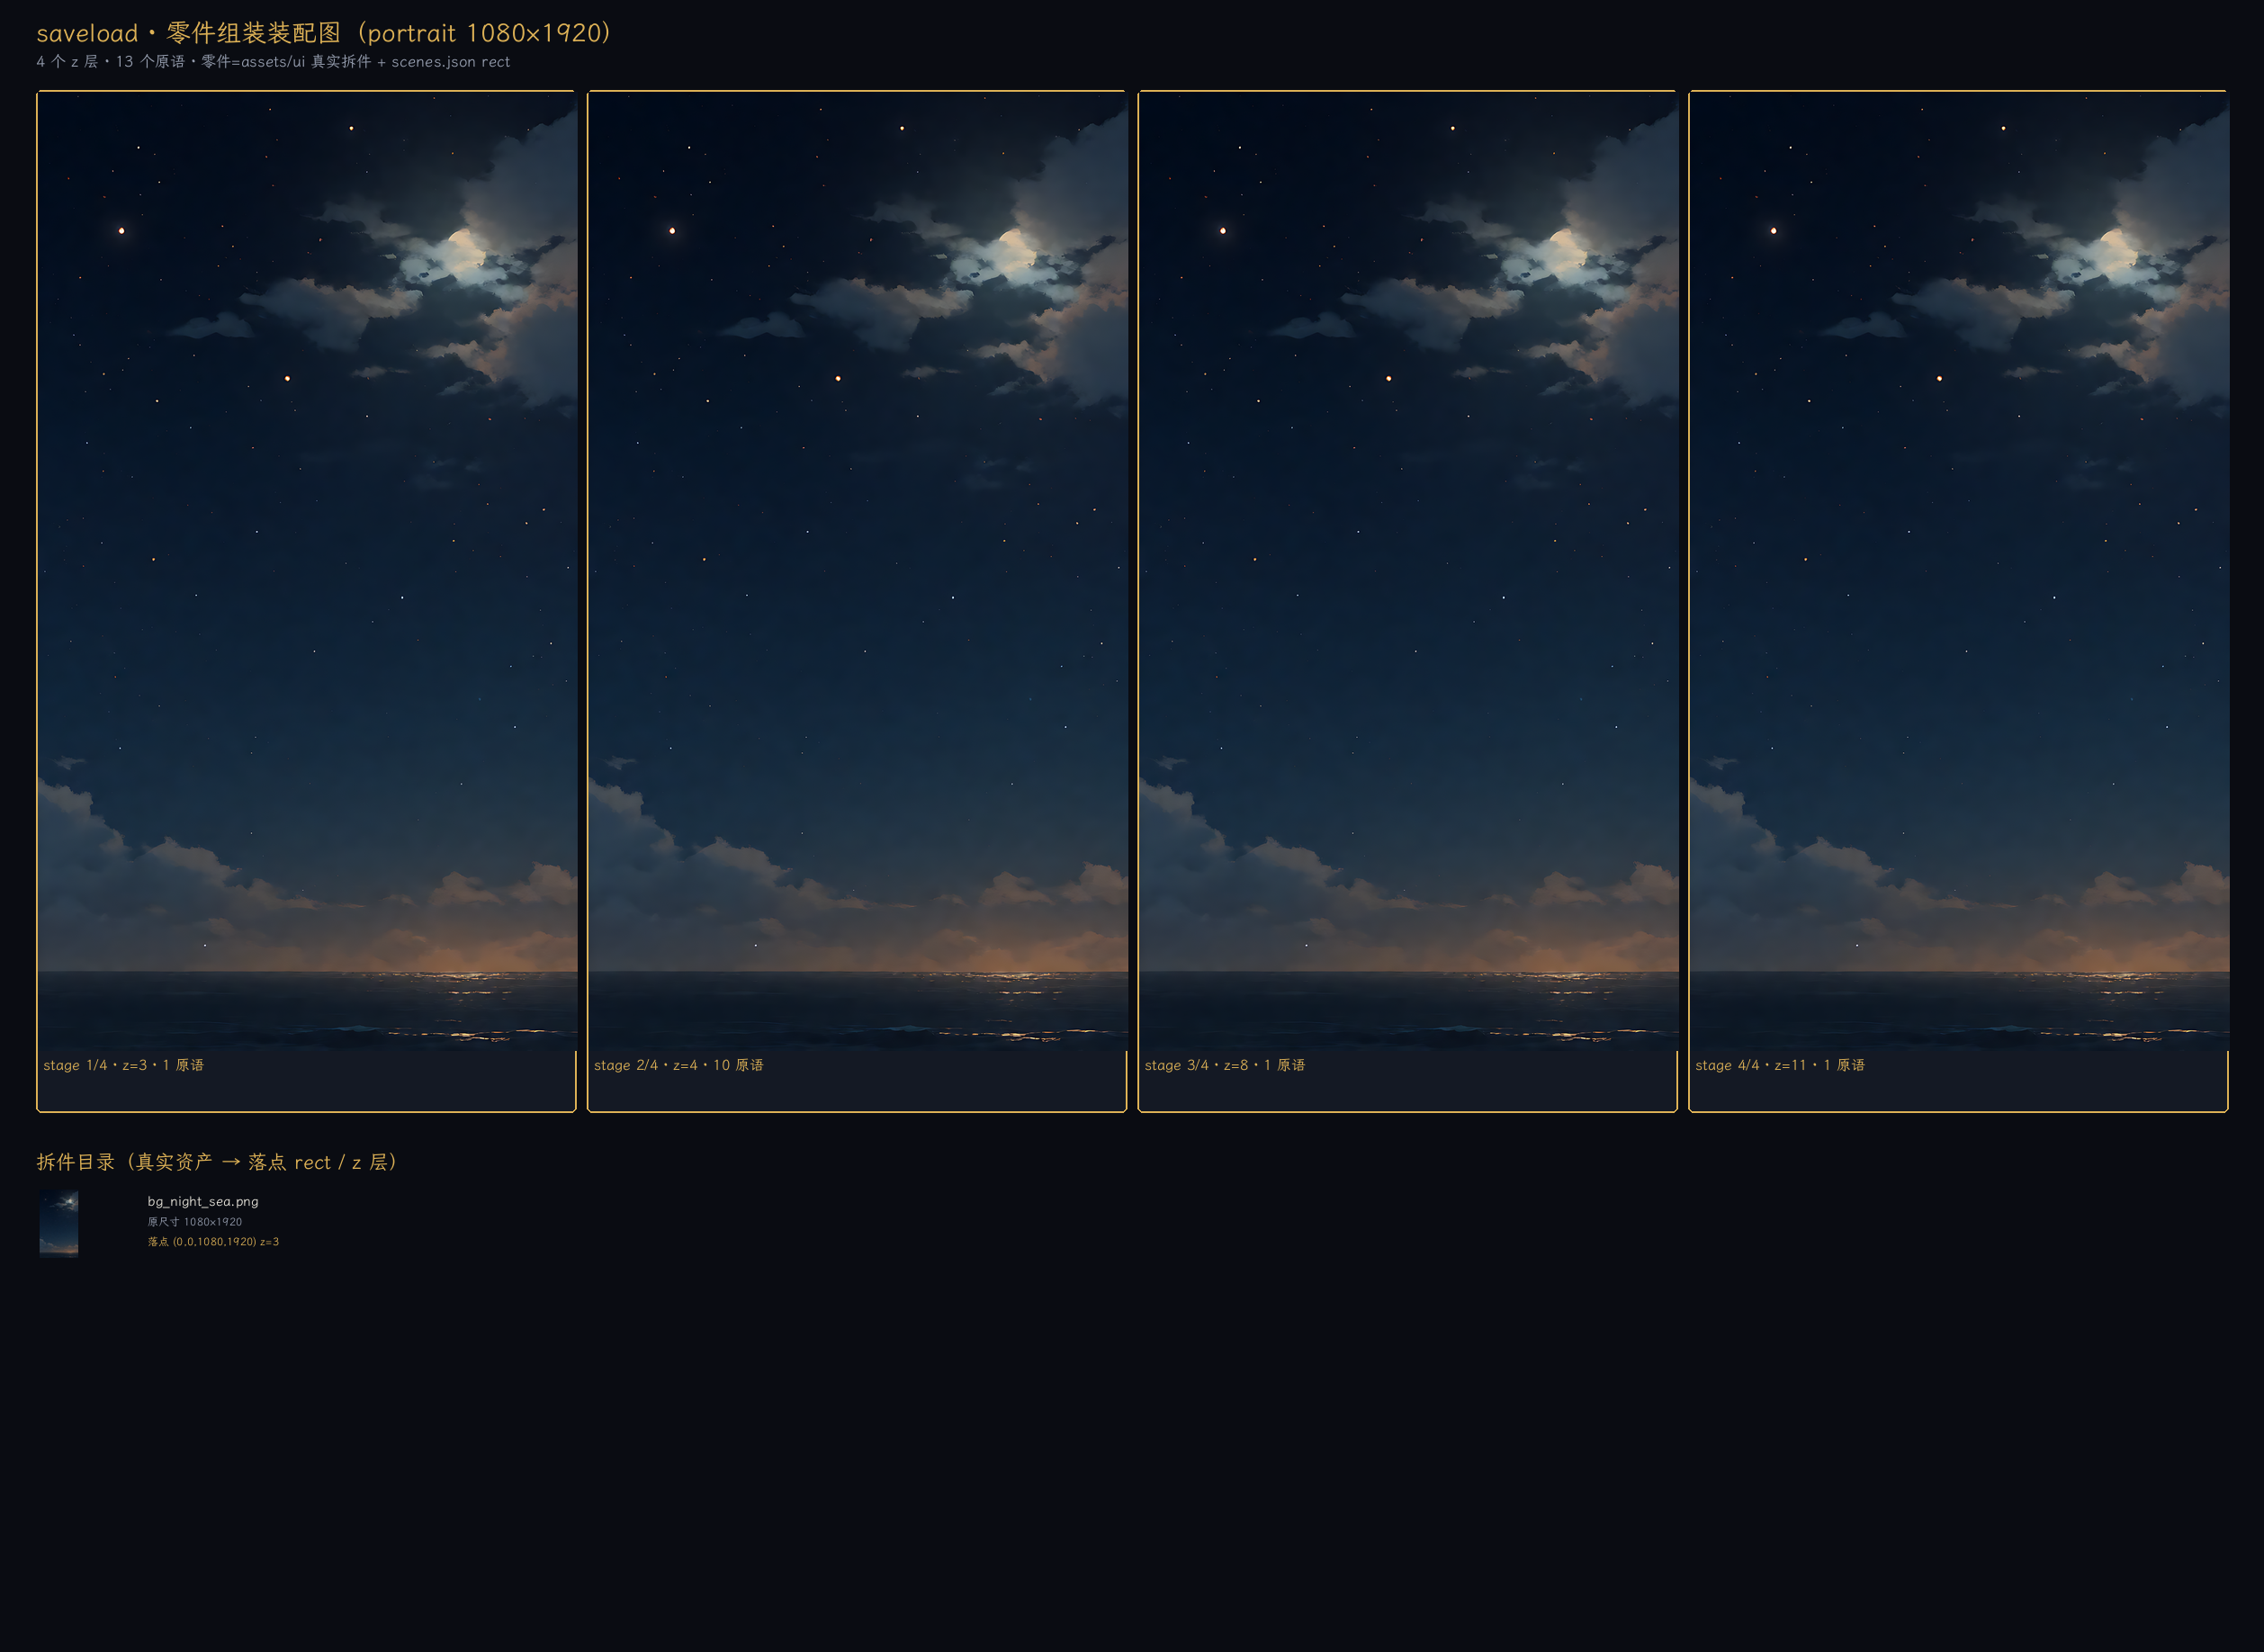 saveload · 零件组装装配图（portrait 1080×1920）
4 个 z 层 · 13 个原语 · 零件=assets/ui 真实拆件 + scenes.json rect
stage 1/4 · z=3 · 1 原语
stage 2/4 · z=4 · 10 原语
stage 3/4 · z=8 · 1 原语
stage 4/4 · z=11 · 1 原语
拆件目录（真实资产 → 落点 rect / z 层）
bg_night_sea.png
原尺寸 1080×1920
落点 (0,0,1080,1920) z=3